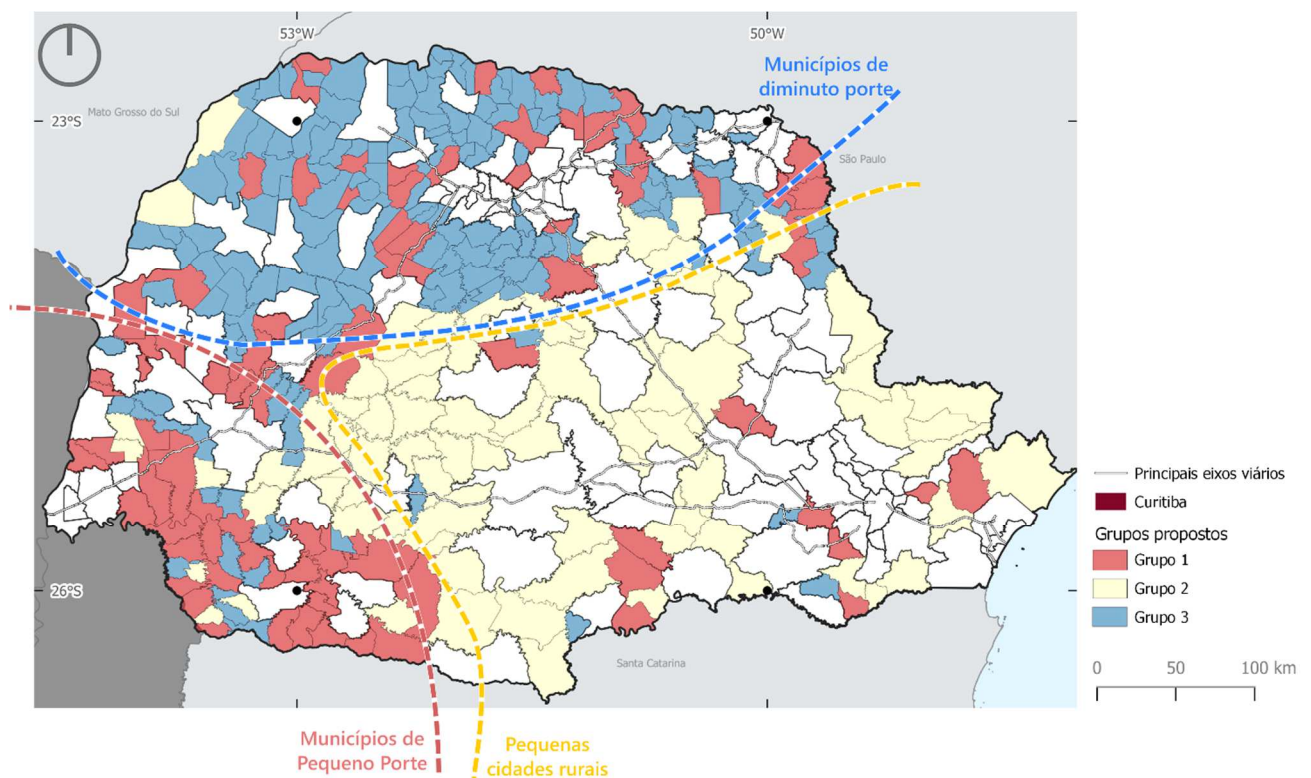 53°W
50°W
Municípios de
diminuto porte
Mato Grosso do Sul
23°S
São Paulo
Principais eixos viários
Curitiba
Grupos propostos
Grupo 1
Grupo 2
Grupo 3
26°S
Santa Catarina
0 50 100 km
Municípios de
Pequeno Porte
Pequenas
cidades rurais